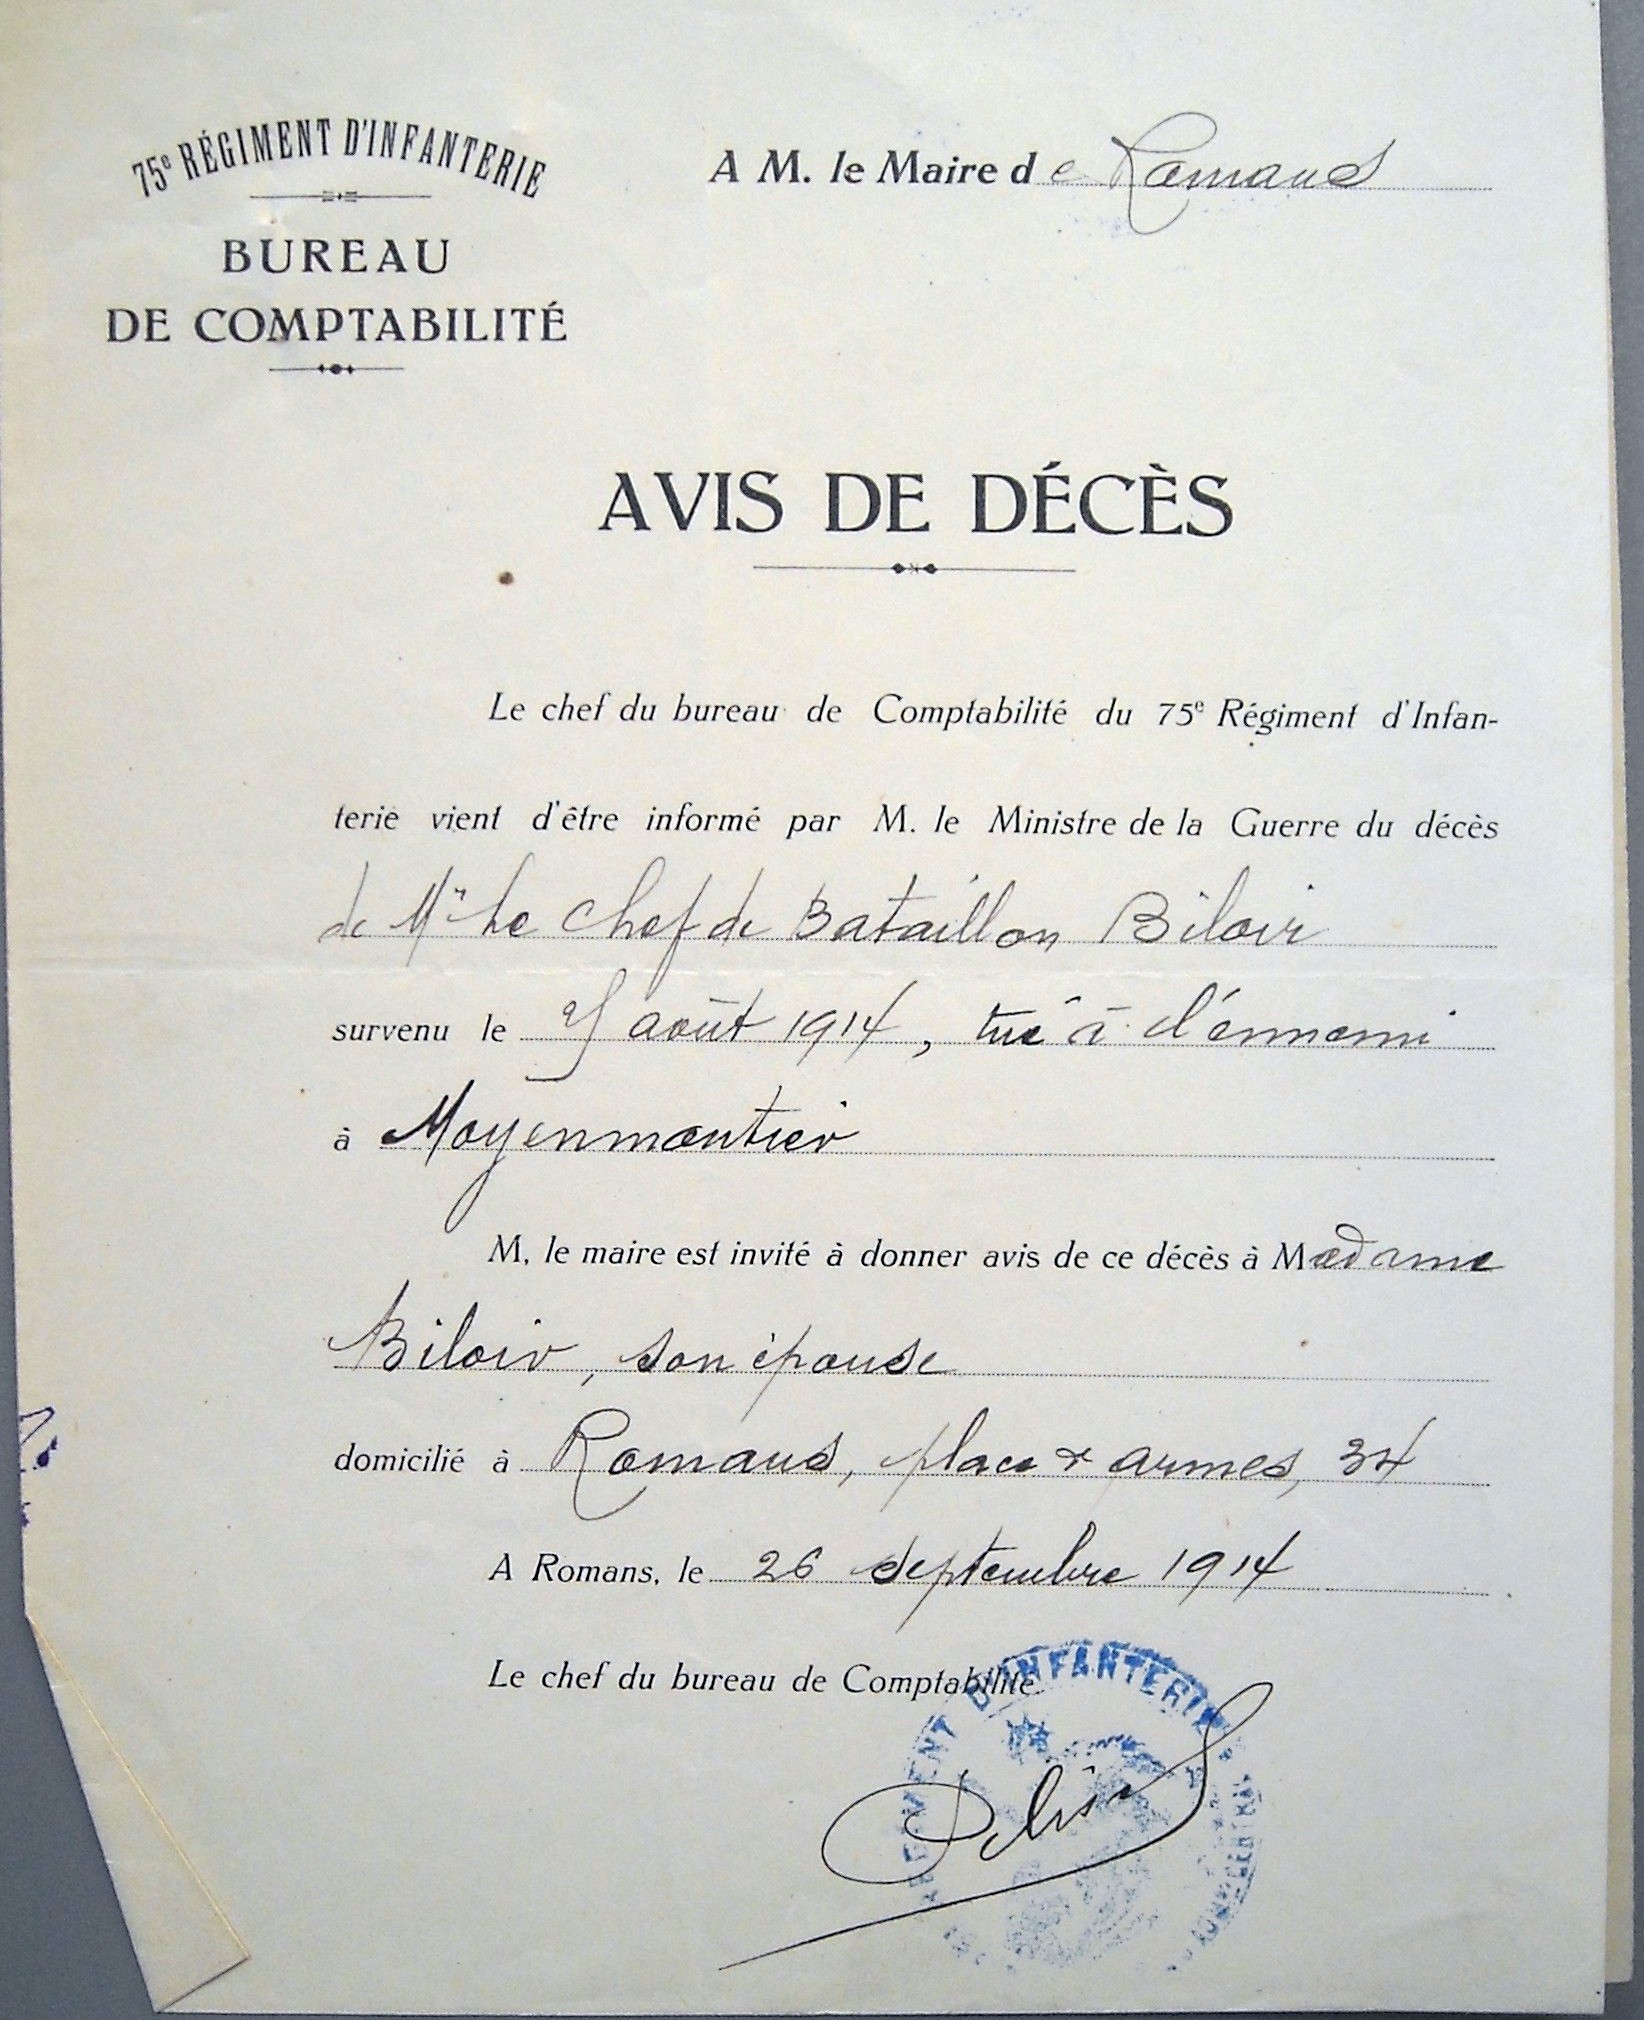 75e RÉGIMENT D'INFANTERIE
BUREAU
DE COMPTABILITÉ
A M. le Maire de Romans
AVIS DE DÉCÈS
Le chef du bureau de Comptabilité du 75e Régiment d'Infan-
terie vient d'être informé par M. le Ministre de la Guerre du décès
de Mr Le Chef de Bataillon Biloir
survenu le août 1914, tué à l'ennemi
à Moyenmoutier
M. le maire est invité à donner avis de ce décès à Madame
Biloir, son épouse
domicilié à Romans, place d'armes, 34
A Romans, le 26 septembre 1914
Le chef du bureau de Comptabilité
D'INFANTERIE